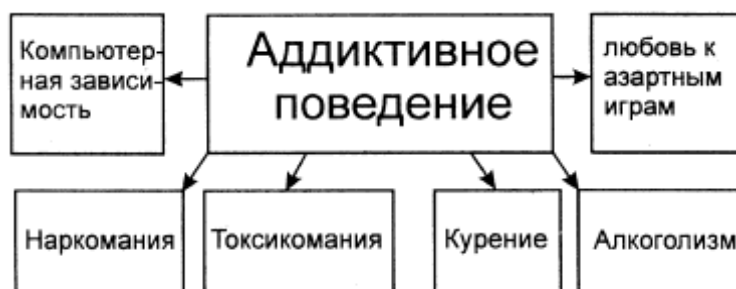 Аддиктивное
поведение
Компьютер-
ная зависи-
мость
любовь к
азартным
играм
Наркомания
Токсикомания
Курение
Алкоголизм